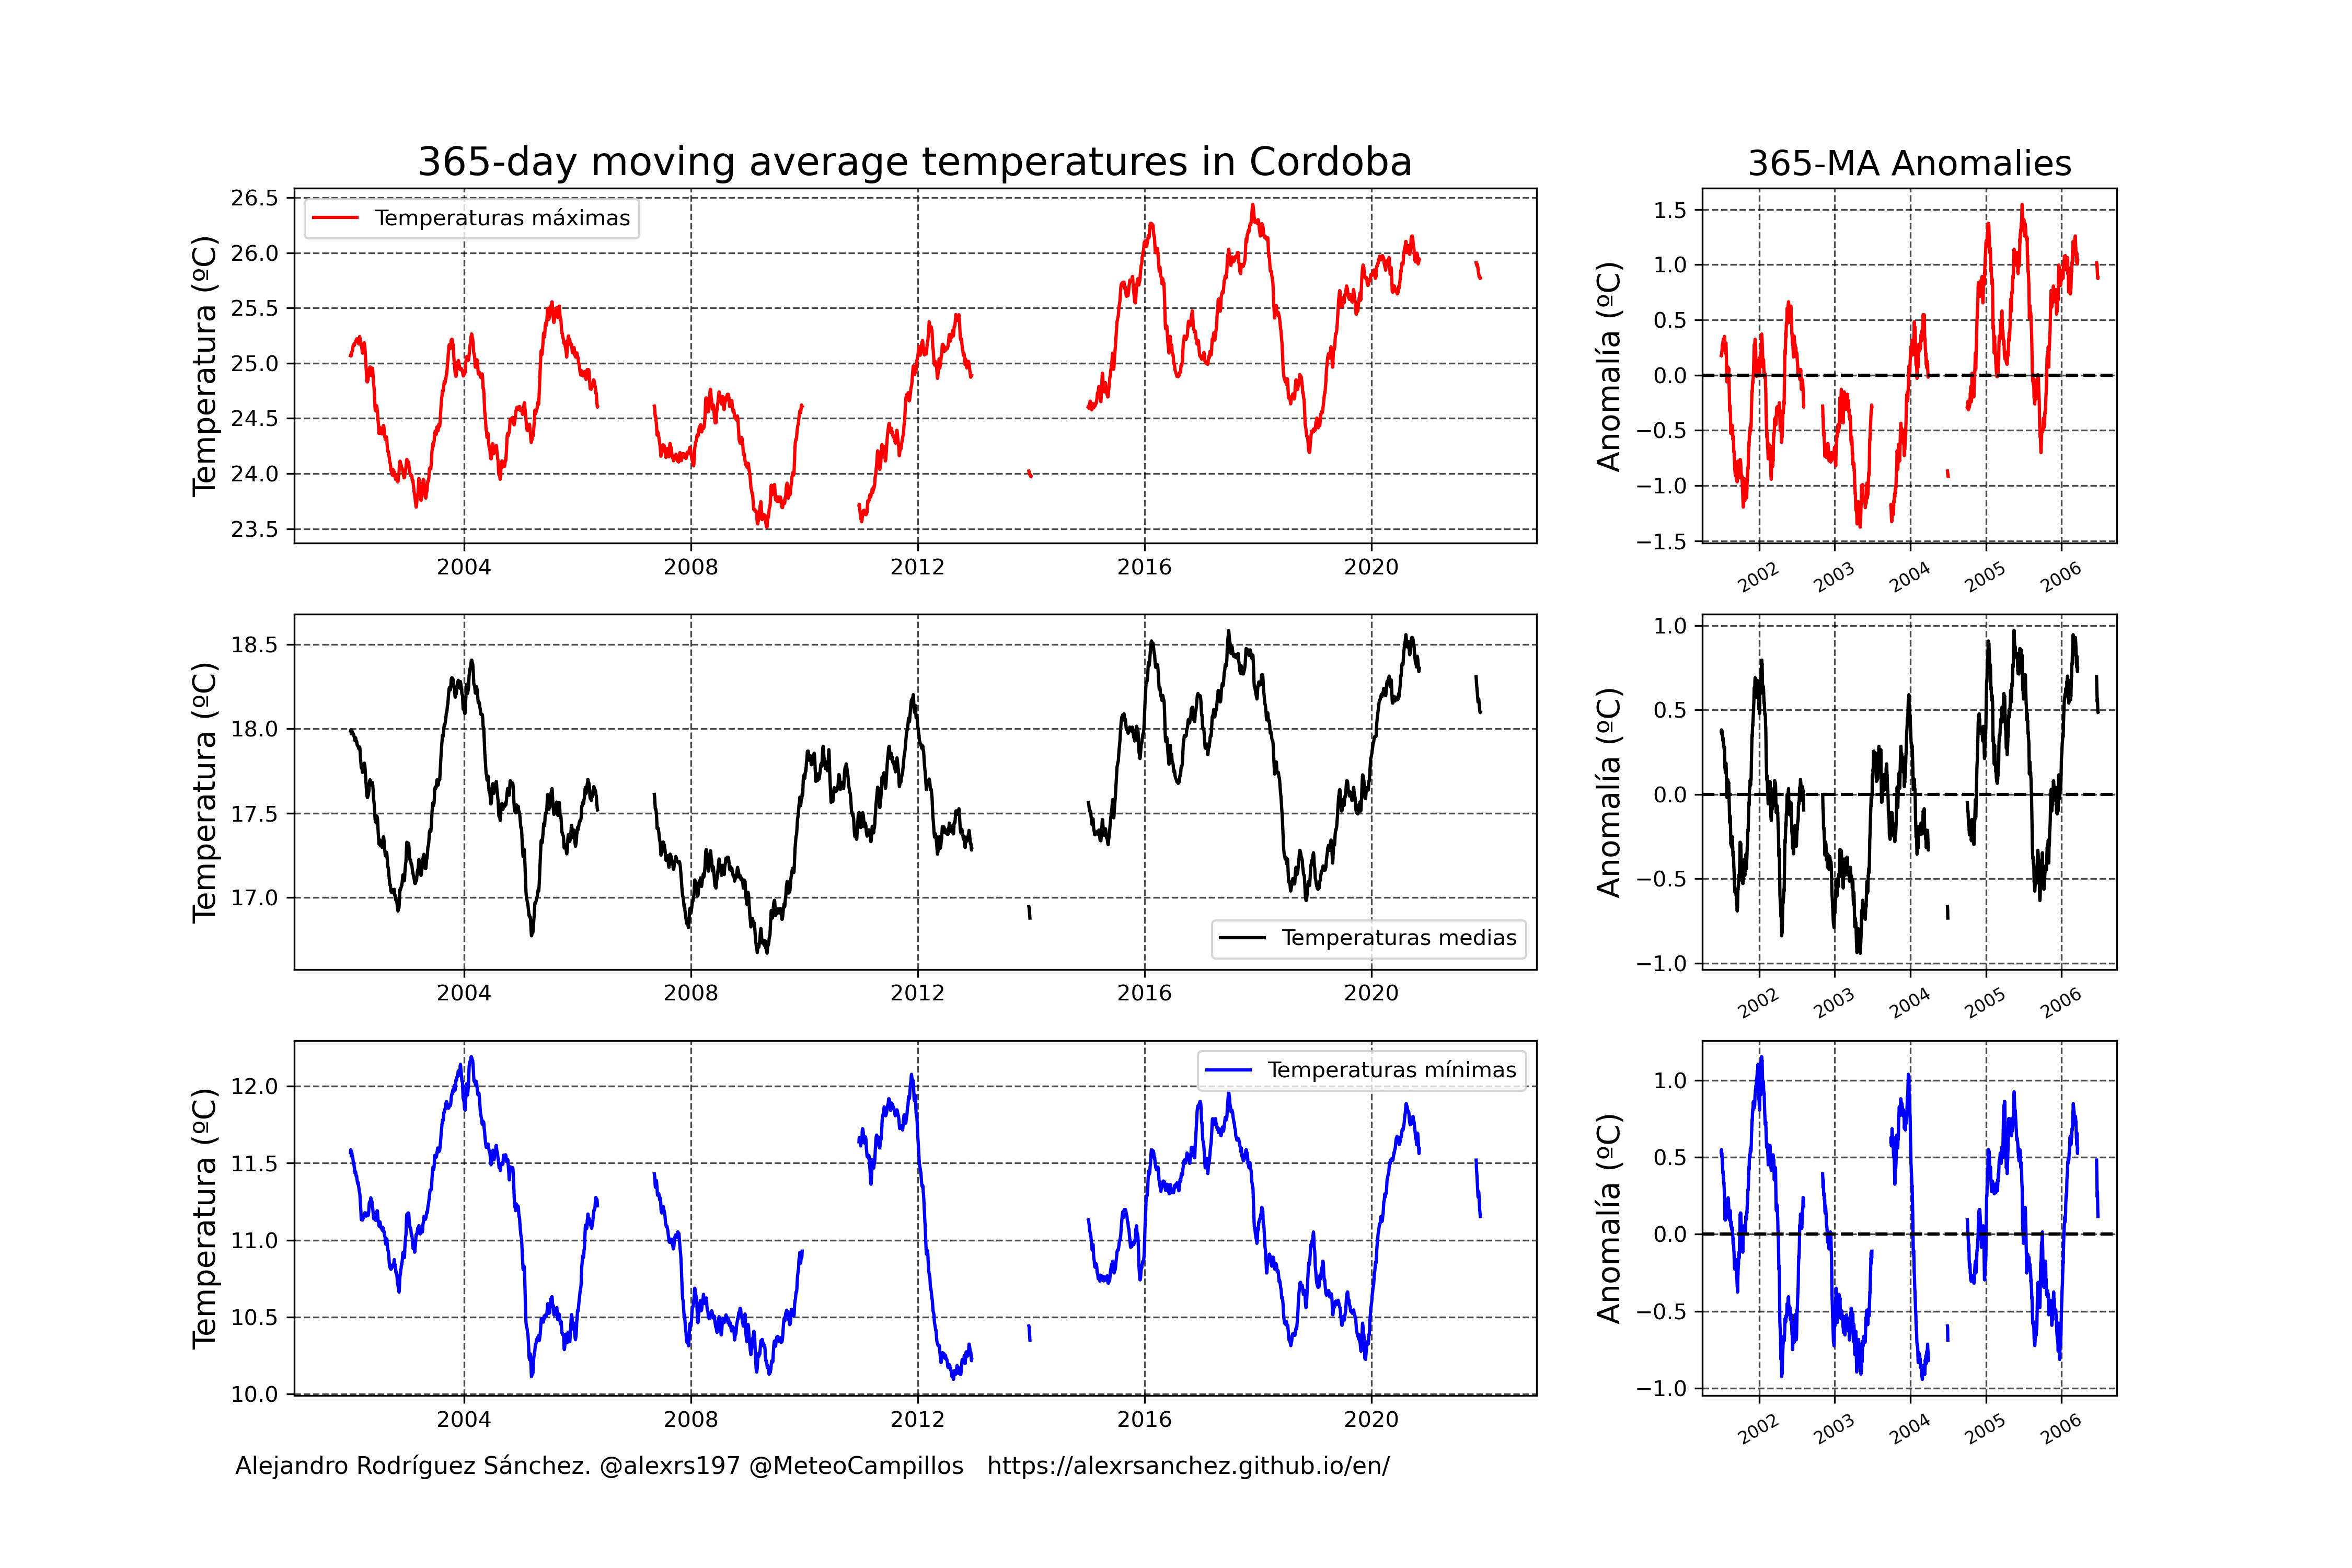 365-day moving average temperatures in Cordoba
365-MA Anomalies
Temperatura (ºC)
26.5
26.0
25.5
25.0
24.5
24.0
23.5
Temperaturas máximas
2004 2008 2012 2016 2020
Anomalía (ºC)
1.5
1.0
0.5
0.0
−0.5
−1.0
−1.5
2002 2003 2004 2005 2006
Temperatura (ºC)
18.5
18.0
17.5
17.0
Temperaturas medias
2004 2008 2012 2016 2020
Anomalía (ºC)
1.0
0.5
0.0
−0.5
−1.0
2002 2003 2004 2005 2006
Temperatura (ºC)
12.0
11.5
11.0
10.5
10.0
Temperaturas mínimas
2004 2008 2012 2016 2020
Anomalía (ºC)
1.0
0.5
0.0
−0.5
−1.0
2002 2003 2004 2005 2006
Alejandro Rodríguez Sánchez. @alexrs197 @MeteoCampillos https://alexrsanchez.github.io/en/